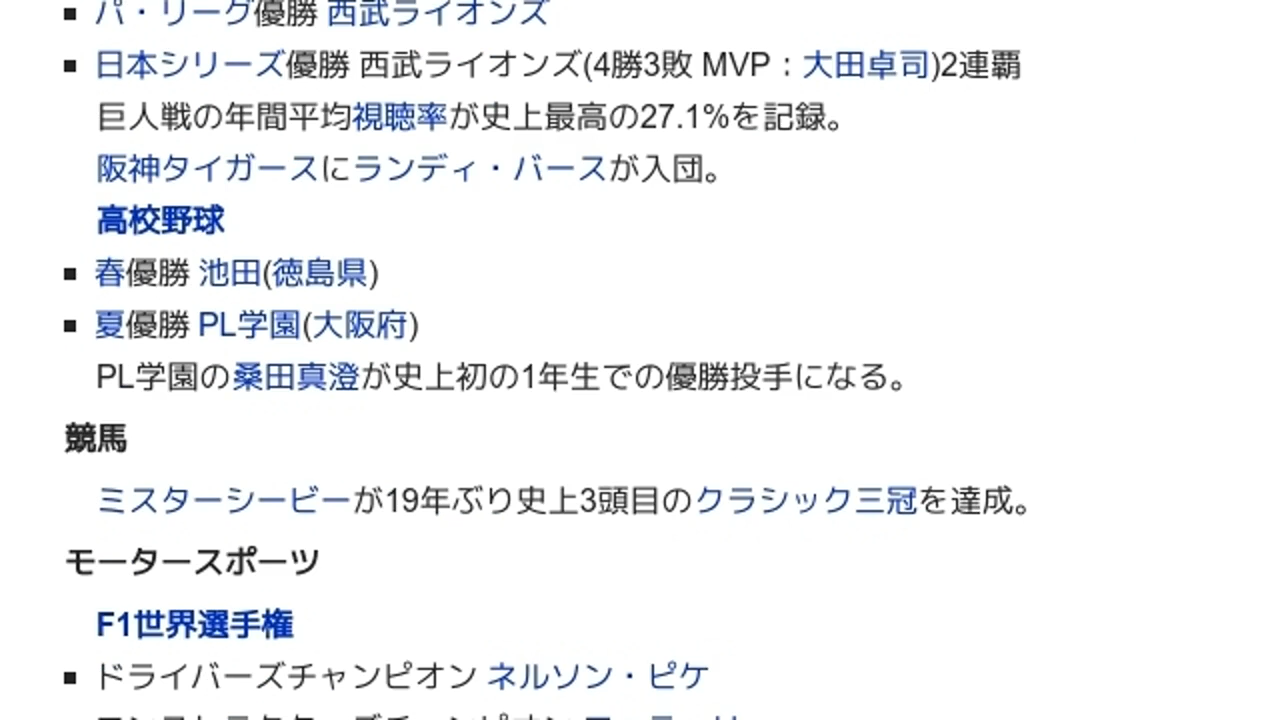 パ・リーグ優勝 西武ライオンズ
日本シリーズ優勝 西武ライオンズ(4勝3敗 MVP：大田卓司)2連覇
巨人戦の年間平均視聴率が史上最高の27.1%を記録。
阪神タイガースにランディ・バースが入団。
高校野球
春優勝 池田(徳島県)
夏優勝 PL学園(大阪府)
PL学園の桑田真澄が史上初の1年生での優勝投手になる。
競馬
ミスターシービーが19年ぶり史上3頭目のクラシック三冠を達成。
モータースポーツ
F1世界選手権
ドライバーズチャンピオン ネルソン・ピケ